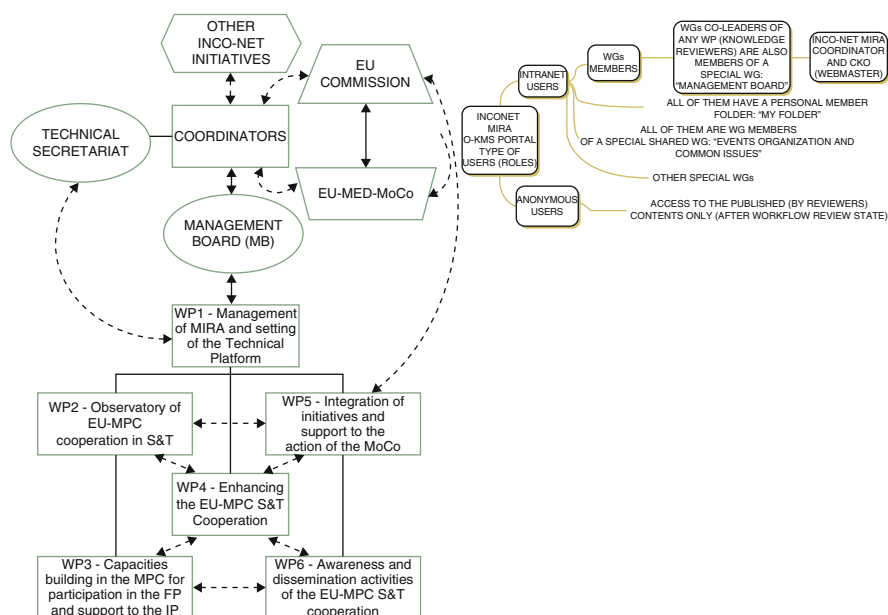 OTHER
INCO-NET
INITIATIVES
EU
COMMISSION
TECHNICAL
SECRETARIAT
COORDINATORS
EU-MED-MoCo
MANAGEMENT
BOARD (MB)
WP1 - Management
of MIRA and setting
of the Technical
Platform
WP2 - Observatory of
EU-MPC
cooperation in S&T
WP5 - Integration of
initiatives and
support to the
action of the MoCo
WP4 - Enhancing
the EU-MPC S&T
Cooperation
WP3 - Capacities
building in the MPC for
participation in the FP
and support to the IP
WP6 - Awareness and
dissemination activities
of the EU-MPC S&T
cooperation
INCONET
MIRA
O-KMS PORTAL
TYPE OF
USERS (ROLES)
INTRANET
USERS
WGs
MEMBERS
WGs CO-LEADERS OF
ANY WP (KNOWLEDGE
REVIEWERS) ARE ALSO
MEMBERS OF A
SPECIAL WG:
“MANAGEMENT BOARD”
INCO-NET MIRA
COORDINATOR
AND CKO
(WEBMASTER)
ALL OF THEM HAVE A PERSONAL MEMBER
FOLDER: “MY FOLDER”
ALL OF THEM ARE WG MEMBERS
OF A SPECIAL SHARED WG: “EVENTS ORGANIZATION AND
COMMON ISSUES”
OTHER SPECIAL WGs
ANONYMOUS
USERS
ACCESS TO THE PUBLISHED (BY REVIEWERS)
CONTENTS ONLY (AFTER WORKFLOW REVIEW STATE)